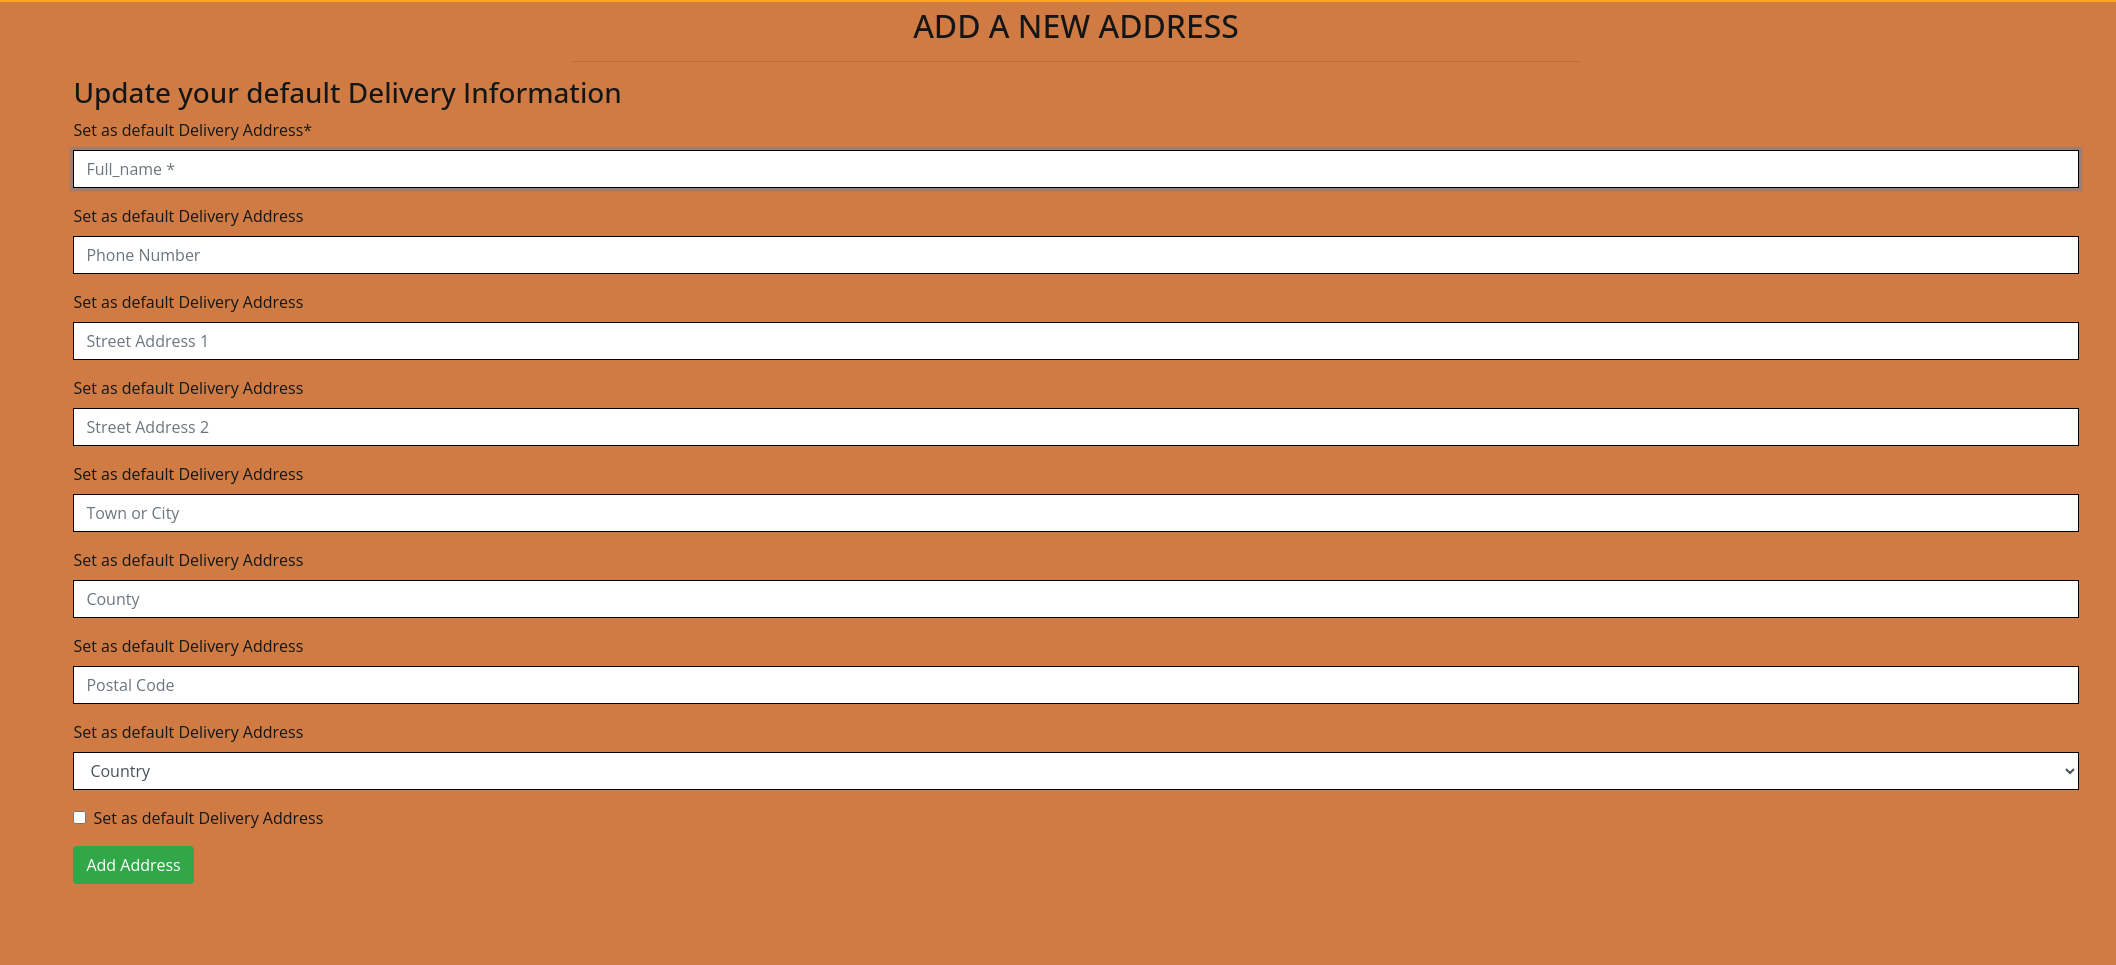 ADD A NEW ADDRESS
Update your default Delivery Information
Set as default Delivery Address*
Full_name *
Set as default Delivery Address
Phone Number
Set as default Delivery Address
Street Address 1
Set as default Delivery Address
Street Address 2
Set as default Delivery Address
Town or City
Set as default Delivery Address
County
Set as default Delivery Address
Postal Code
Set as default Delivery Address
Country
Set as default Delivery Address
Add Address